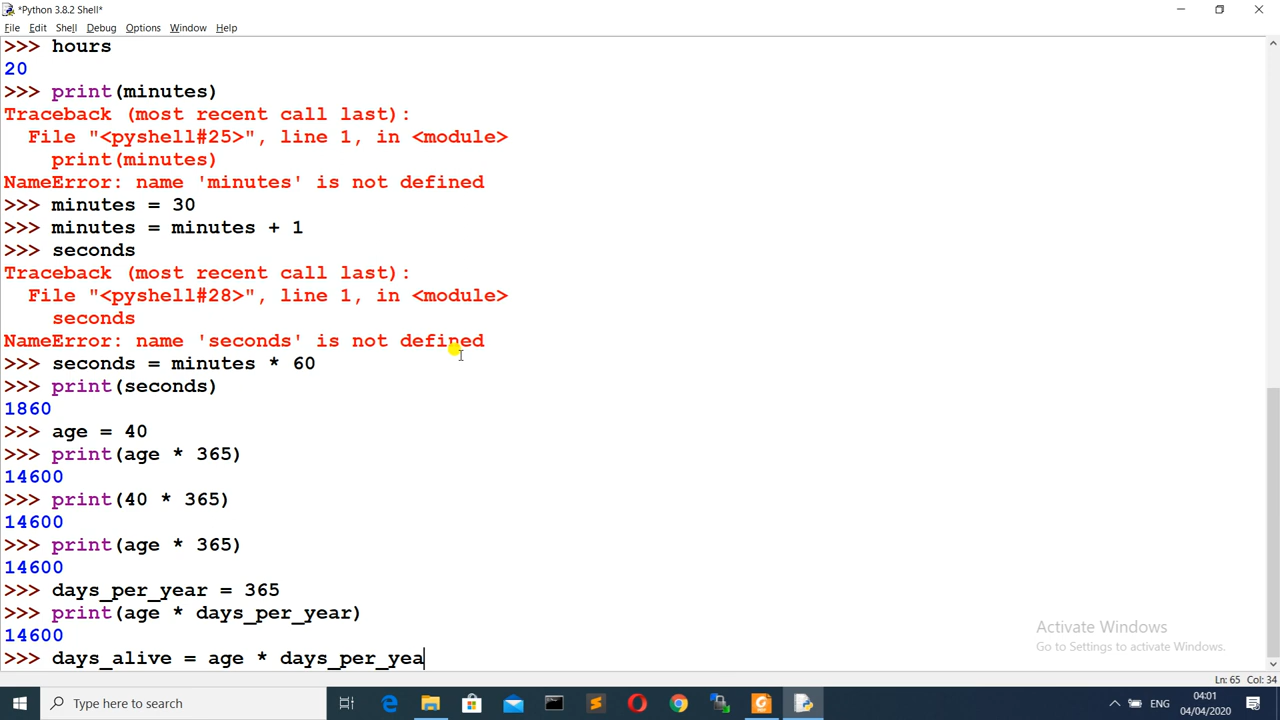 *Python 3.8.2 Shell*
File Edit Shell Debug Options Window Help
>>> hours
20
>>> print(minutes)
Traceback (most recent call last):
  File "<pyshell#25>", line 1, in <module>
    print(minutes)
NameError: name 'minutes' is not defined
>>> minutes = 30
>>> minutes = minutes + 1
>>> seconds
Traceback (most recent call last):
  File "<pyshell#28>", line 1, in <module>
    seconds
NameError: name 'seconds' is not defined
>>> seconds = minutes * 60
>>> print(seconds)
1860
>>> age = 40
>>> print(age * 365)
14600
>>> print(40 * 365)
14600
>>> print(age * 365)
14600
>>> days_per_year = 365
>>> print(age * days_per_year)
14600
>>> days_alive = age * days_per_yea
Activate Windows
Go to Settings to activate Windows.
Ln: 65 Col: 34
Type here to search
ENG
04:01
04/04/2020